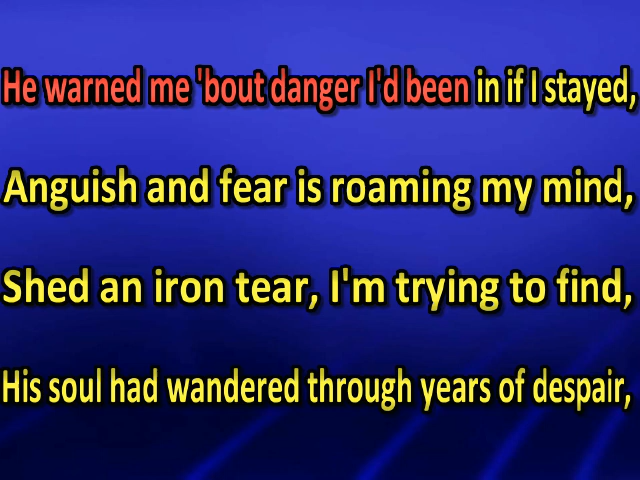 He warned me 'bout danger I'd been in if I stayed,
Anguish and fear is roaming my mind,
Shed an iron tear, I'm trying to find,
His soul had wandered through years of despair,